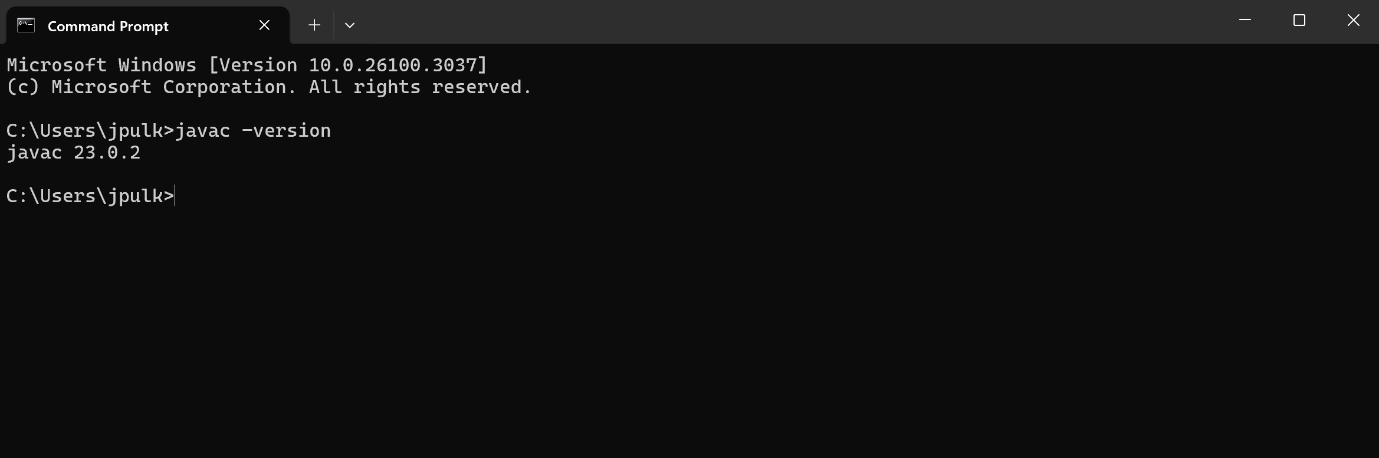 Command Prompt
Microsoft Windows [Version 10.0.26100.3037]
(c) Microsoft Corporation. All rights reserved.
C:\Users\jpulk>javac -version
javac 23.0.2
C:\Users\jpulk>